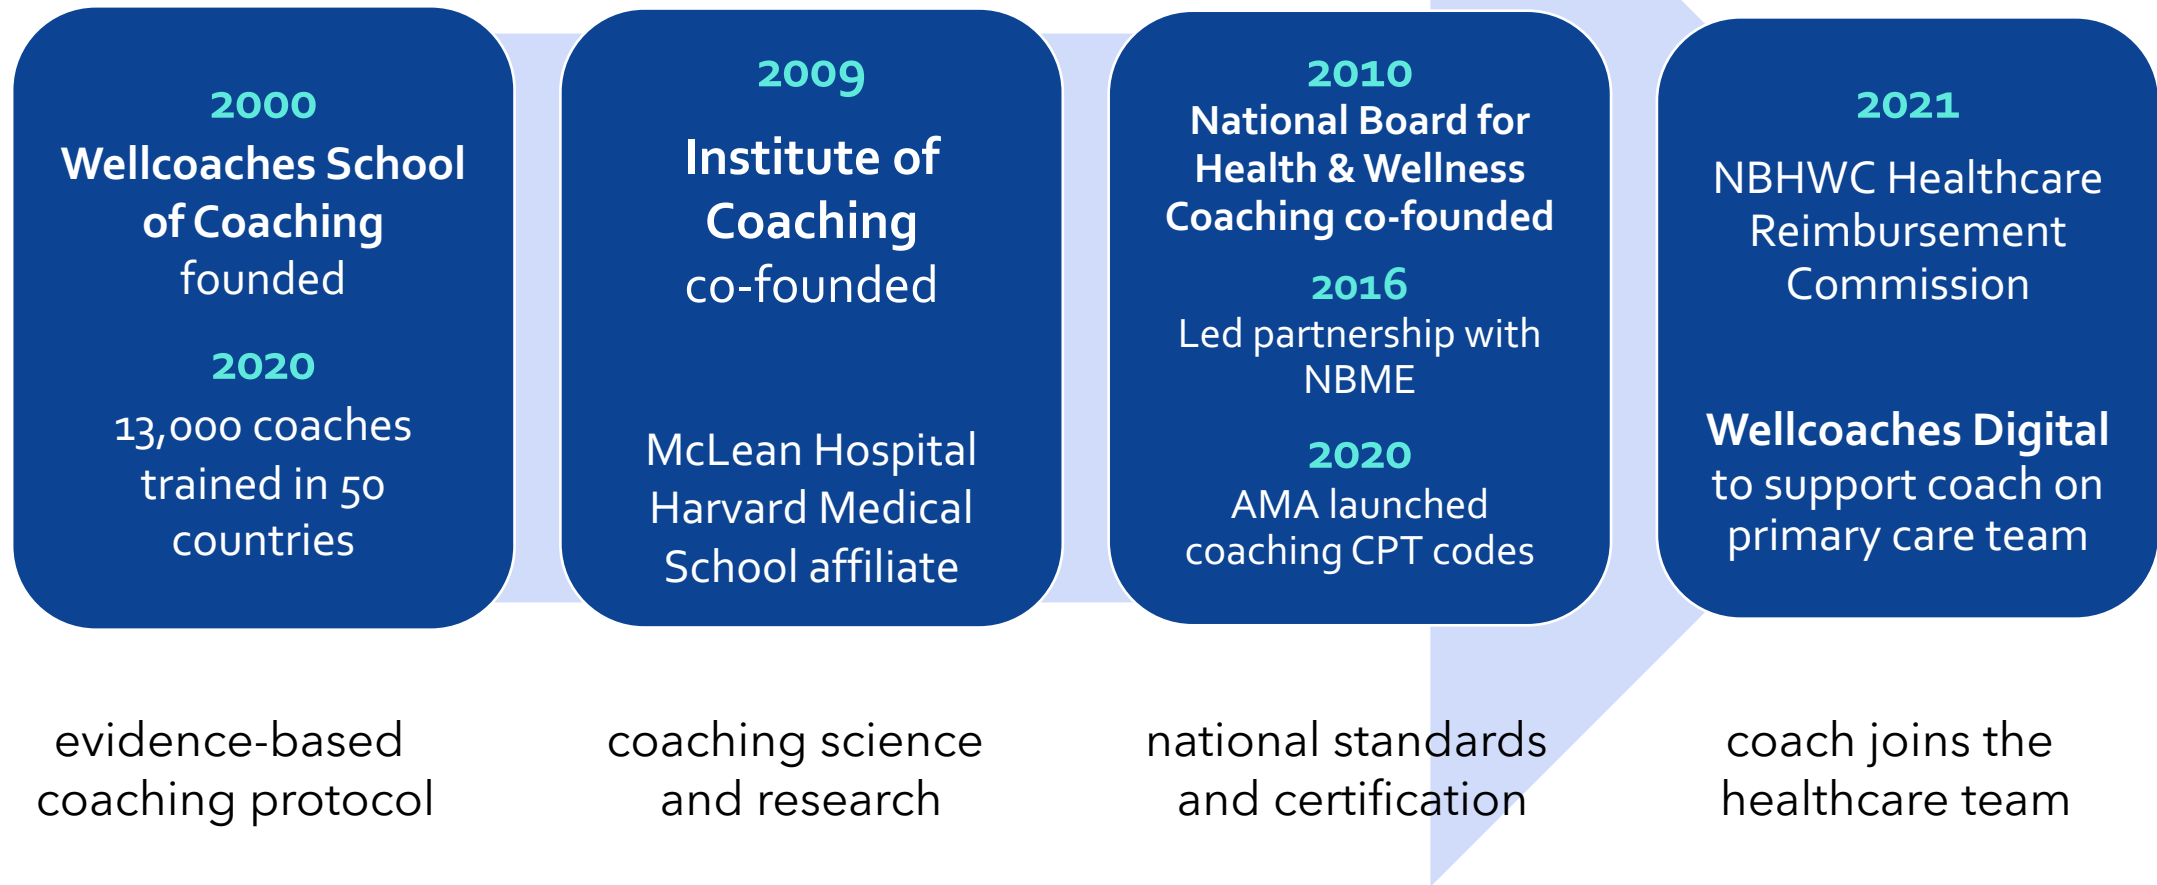 2000
Wellcoaches School
of Coaching
founded
2020
13,000 coaches
trained in 50
countries
evidence-based
coaching protocol
2009
Institute of
Coaching
co-founded
McLean Hospital
Harvard Medical
School affiliate
coaching science
and research
2010
National Board for
Health & Wellness
Coaching co-founded
2016
Led partnership with
NBME
2020
AMA launched
coaching CPT codes
national standards
and certification
2021
NBHWC Healthcare
Reimbursement
Commission
Wellcoaches Digital
to support coach on
primary care team
coach joins the
healthcare team